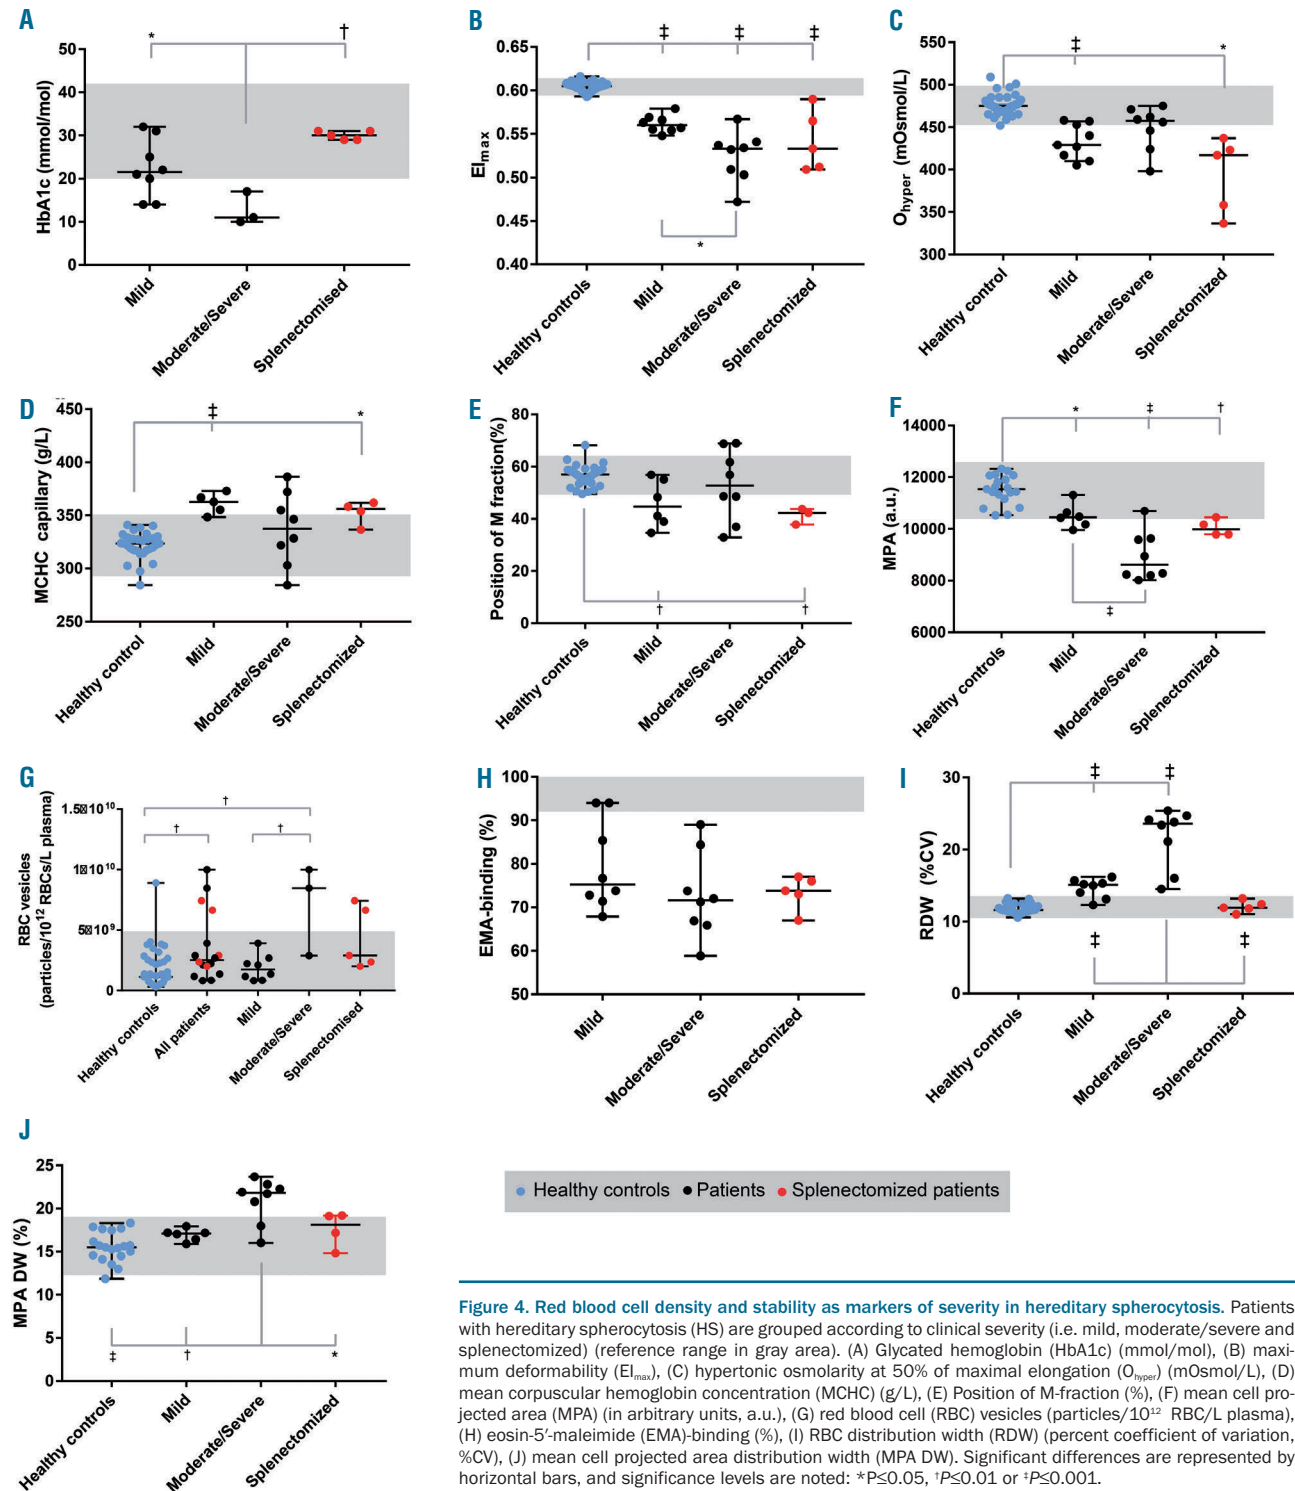 A
*
†
50
40
30
20
10
0
HbA1c (mmol/mol)
Mild
Moderate/Severe
Splenectomised
B
‡
‡
‡
0.65
0.60
0.55
0.50
0.45
0.40
EImax
*
Healthy controls
Mild
Moderate/Severe
Splenectomized
C
‡
*
550
500
450
400
350
300
Ohyper (mOsmol/L)
Healthy control
Mild
Moderate/Severe
Splenectomized
D
‡
*
450
400
350
300
250
MCHC capillary (g/L)
Healthy control
Mild
Moderate/Severe
Splenectomized
E
80
60
40
20
0
Position of M fraction(%)
†
†
Healthy controls
Mild
Moderate/Severe
Splenectomized
F
*
‡
†
14000
12000
10000
8000
6000
MPA (a.u.)
‡
Healthy controls
Mild
Moderate/Severe
Splenectomized
G
†
†
†
1.5☒10¹⁰
1☒10¹⁰
5☒10⁹
0
RBC vesicles
(particles/10¹² RBCs/L plasma)
Healthy controls
All patients
Mild
Moderate/Severe
Splenectomised
H
100
90
80
70
60
50
EMA-binding (%)
Mild
Moderate/Severe
Splenectomized
I
‡
‡
30
20
10
0
RDW (%CV)
‡
‡
Healthy controls
Mild
Moderate/Severe
Splenectomized
J
25
20
15
10
5
0
MPA DW (%)
‡
†
*
Healthy controls
Mild
Moderate/Severe
Splenectomized
Healthy controls Patients Splenectomized patients
Figure 4. Red blood cell density and stability as markers of severity in hereditary spherocytosis. Patients
with hereditary spherocytosis (HS) are grouped according to clinical severity (i.e. mild, moderate/severe and
splenectomized) (reference range in gray area). (A) Glycated hemoglobin (HbA1c) (mmol/mol), (B) maxi-
mum deformability (EImax), (C) hypertonic osmolarity at 50% of maximal elongation (Ohyper) (mOsmol/L), (D)
mean corpuscular hemoglobin concentration (MCHC) (g/L), (E) Position of M-fraction (%), (F) mean cell pro-
jected area (MPA) (in arbitrary units, a.u.), (G) red blood cell (RBC) vesicles (particles/10¹² RBC/L plasma),
(H) eosin-5′-maleimide (EMA)-binding (%), (I) RBC distribution width (RDW) (percent coefficient of variation,
%CV), (J) mean cell projected area distribution width (MPA DW). Significant differences are represented by
horizontal bars, and significance levels are noted: *P≤0.05, †P≤0.01 or ‡P≤0.001.